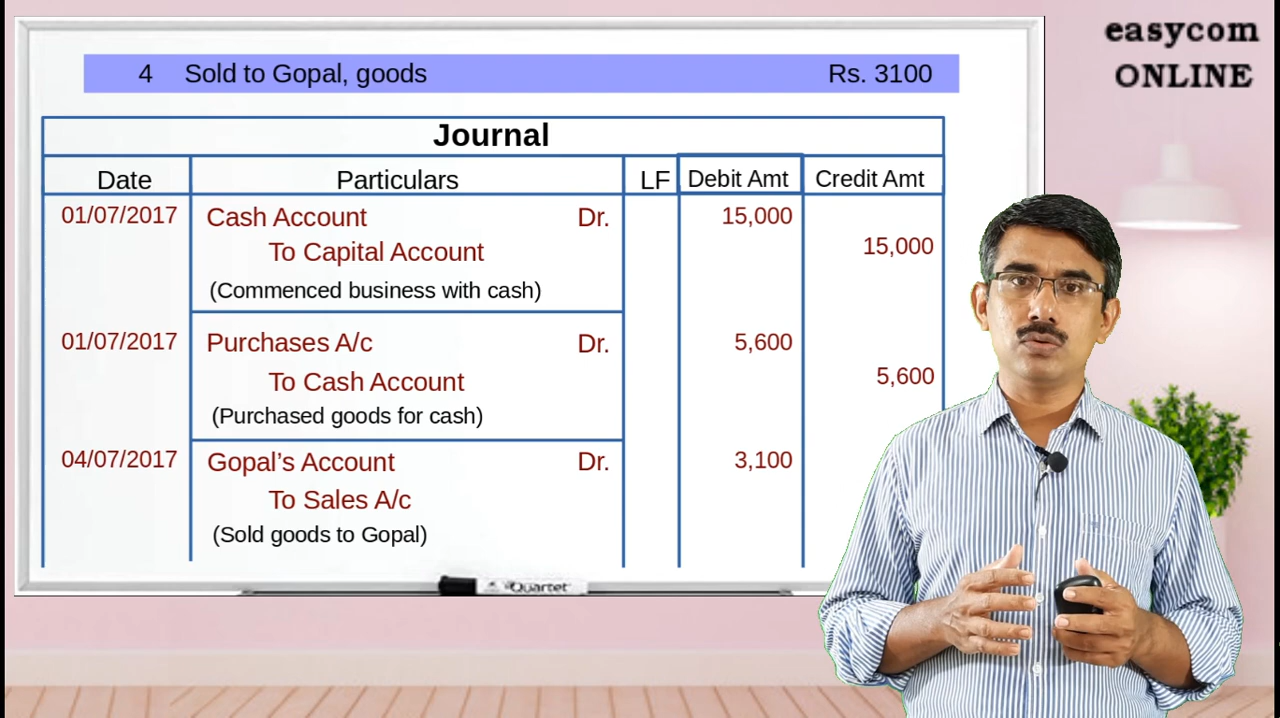 easycom
ONLINE
4 Sold to Gopal, goods Rs. 3100
Journal
Date Particulars LF Debit Amt Credit Amt
01/07/2017 Cash Account Dr. 15,000
To Capital Account 15,000
(Commenced business with cash)
01/07/2017 Purchases A/c Dr. 5,600
To Cash Account 5,600
(Purchased goods for cash)
04/07/2017 Gopal’s Account Dr. 3,100
To Sales A/c
(Sold goods to Gopal)
Quartet